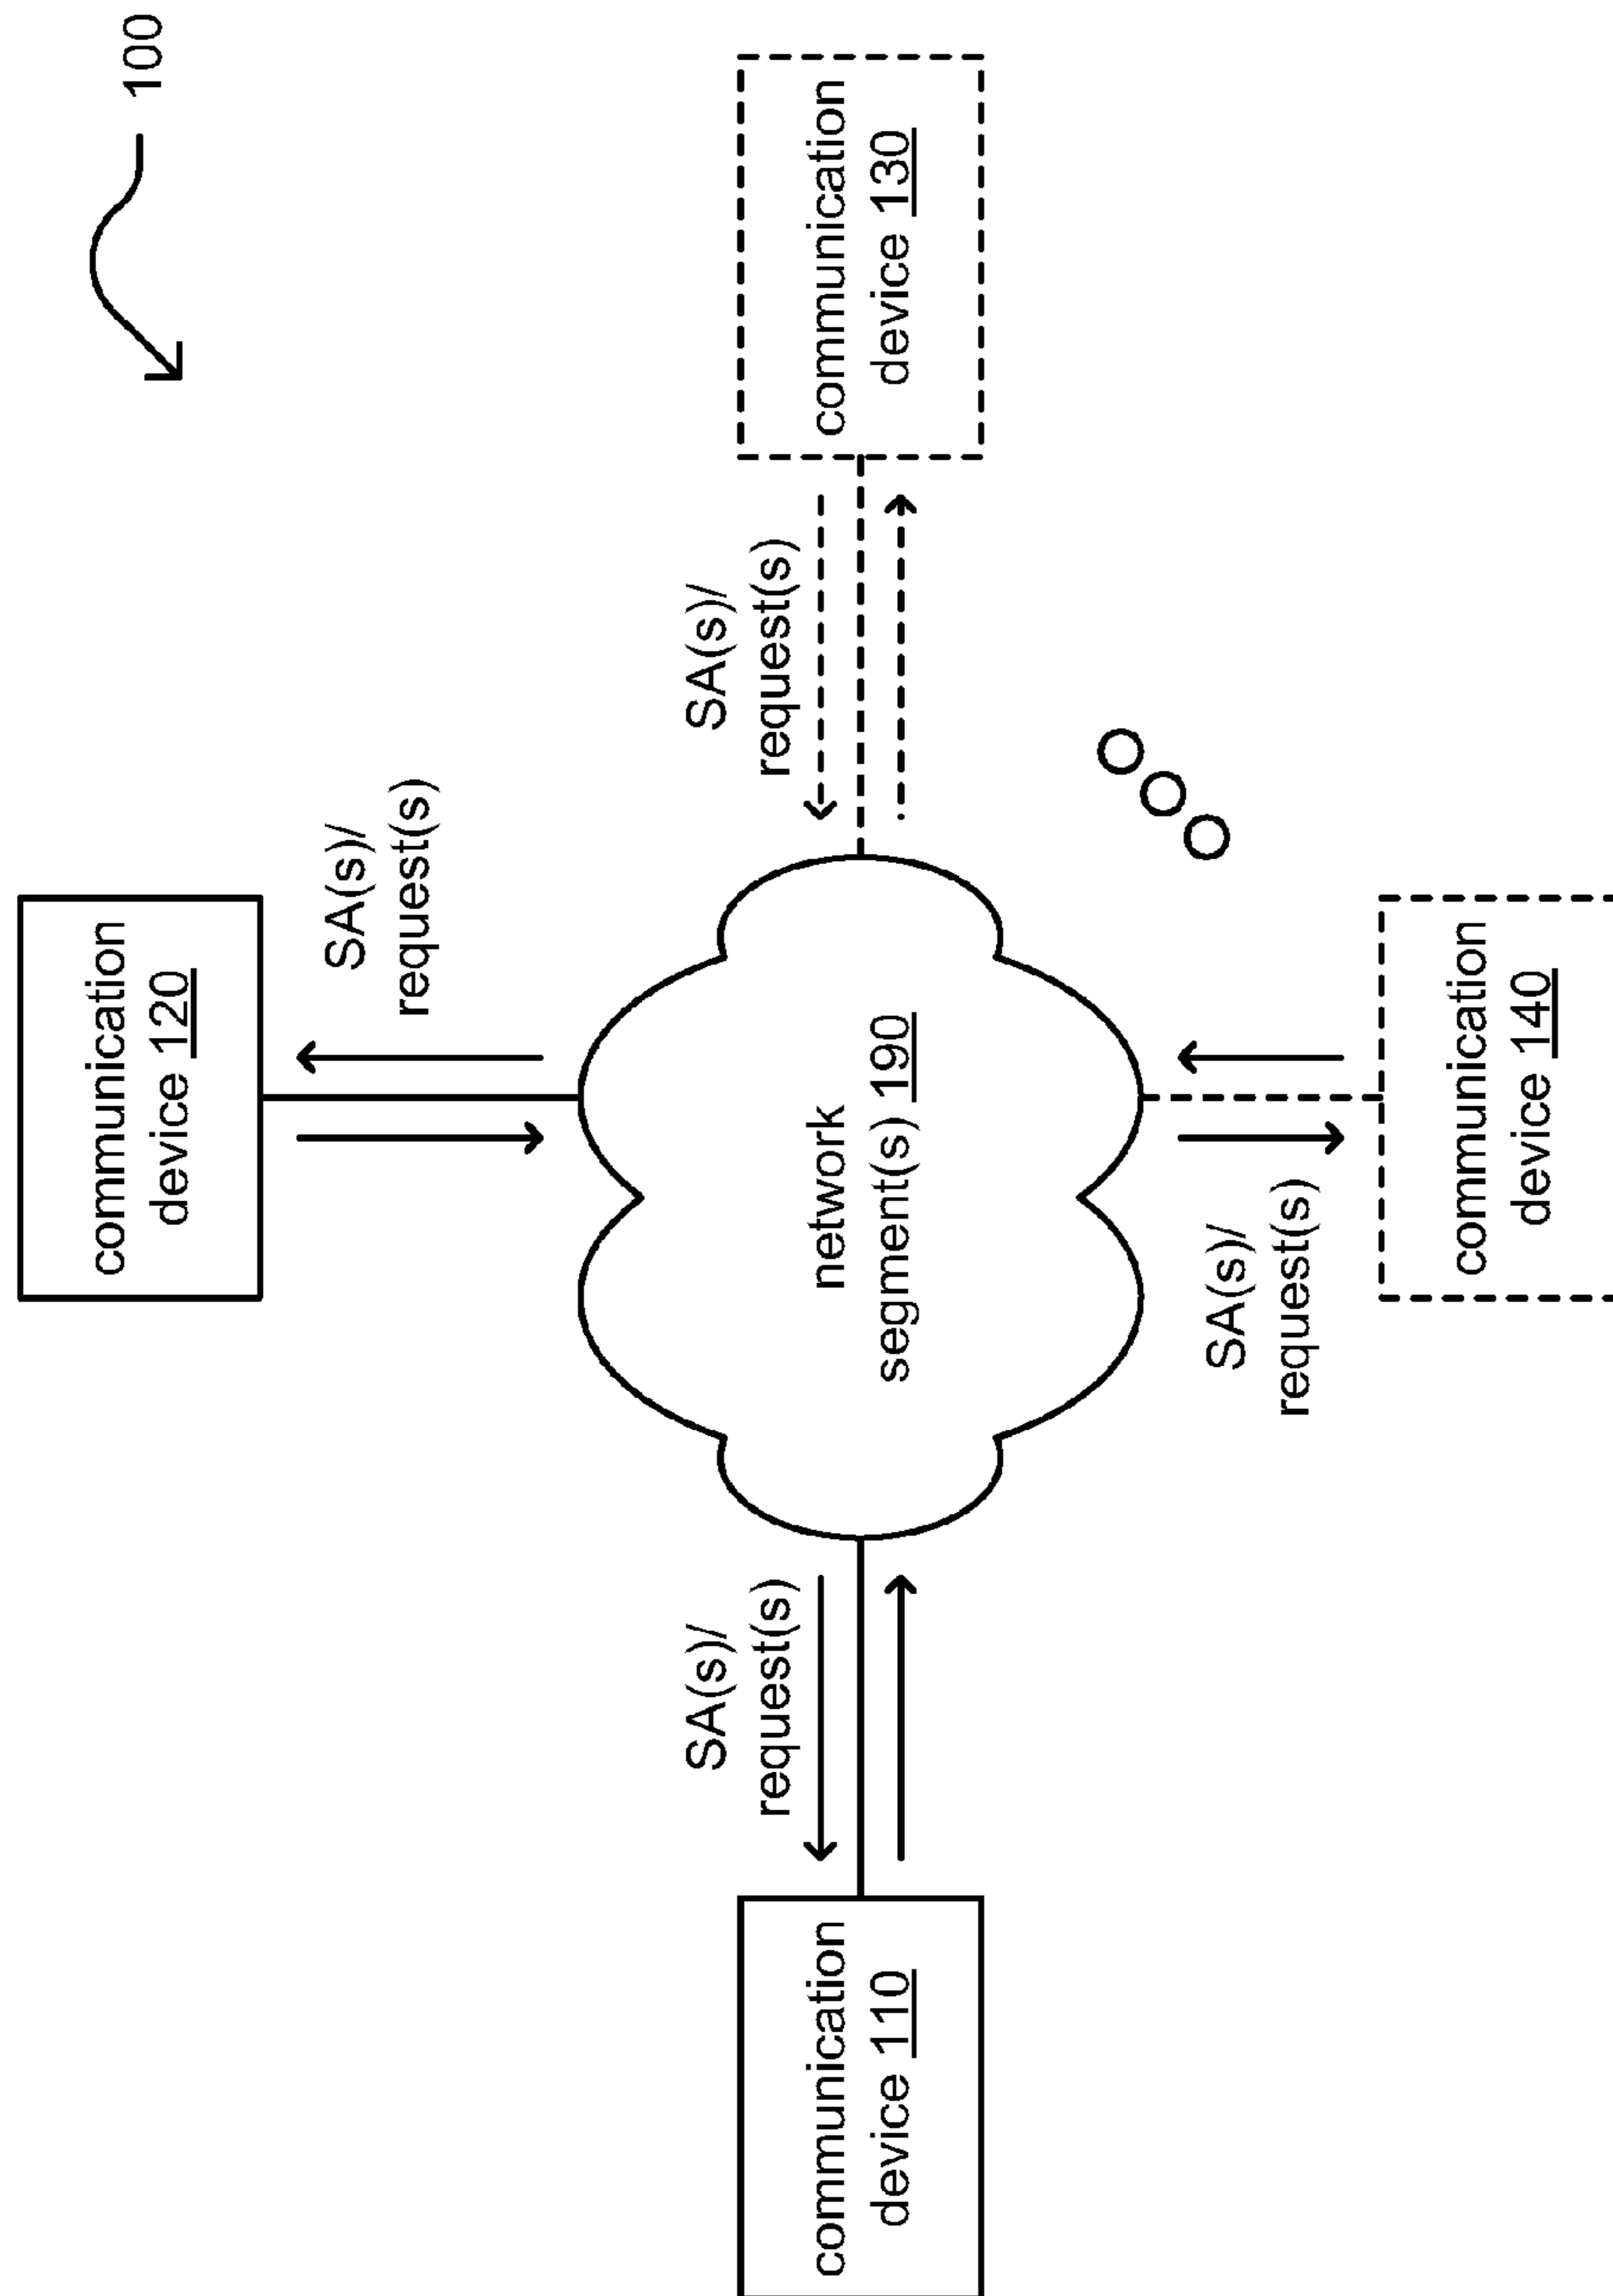 100
communication
device 120
SA(s)/
request(s)
communication
device 130
SA(s)/
request(s)
network
segment(s) 190
SA(s)/
request(s)
communication
device 110
SA(s)/
request(s)
communication
device 140